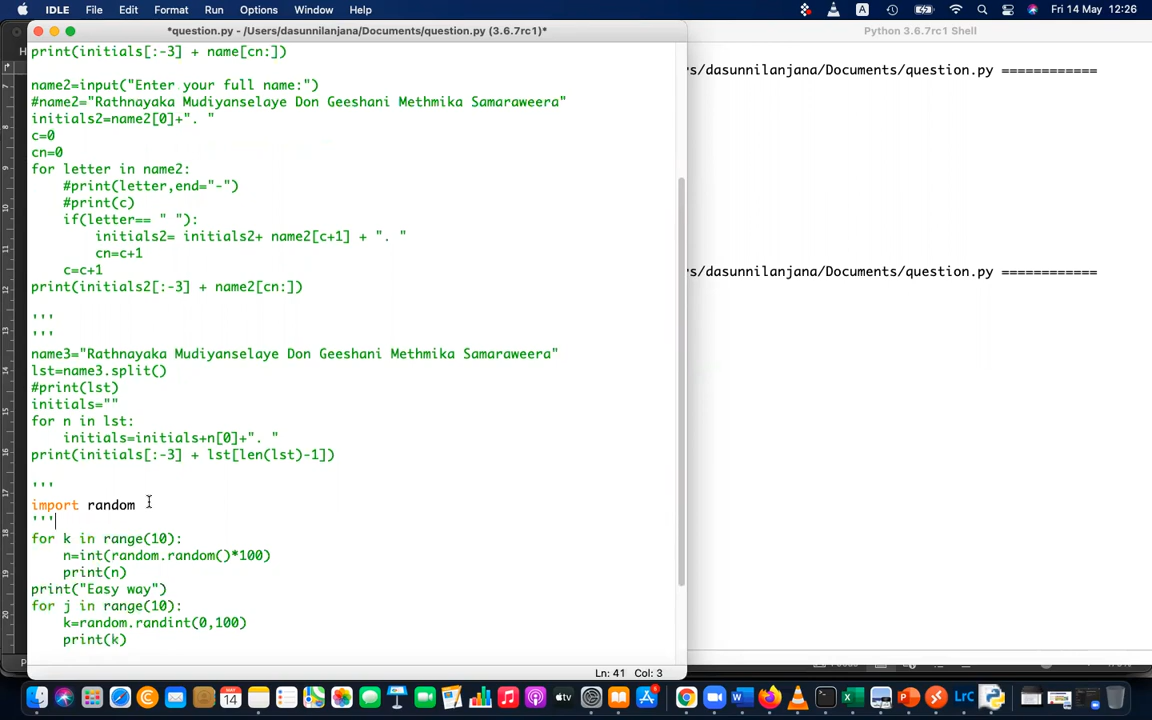 IDLE File Edit Format Run Options Window Help A Fri 14 May 12:26
*question.py - /Users/dasunnilanjana/Documents/question.py (3.6.7rc1)*
Python 3.6.7rc1 Shell
print(initials[:-3] + name[cn:])
name2=input("Enter your full name:")
#name2="Rathnayaka Mudiyanselaye Don Geeshani Methmika Samaraweera"
initials2=name2[0]+". "
c=0
cn=0
for letter in name2:
#print(letter,end="-")
#print(c)
if(letter== " "):
initials2= initials2+ name2[c+1] + ". "
cn=c+1
c=c+1
print(initials2[:-3] + name2[cn:])
'''
'''
name3="Rathnayaka Mudiyanselaye Don Geeshani Methmika Samaraweera"
lst=name3.split()
#print(lst)
initials=""
for n in lst:
initials=initials+n[0]+". "
print(initials[:-3] + lst[len(lst)-1])
'''
import random
'''
for k in range(10):
n=int(random.random()*100)
print(n)
print("Easy way")
for j in range(10):
k=random.randint(0,100)
print(k)
Ln: 41 Col: 3
rs/dasunnilanjana/Documents/question.py ============
rs/dasunnilanjana/Documents/question.py ============